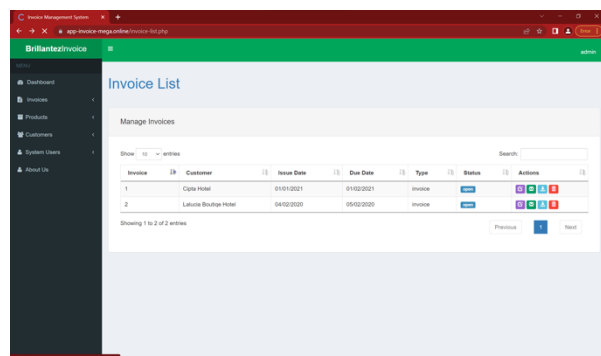 Invoice Management System
app-invoice-mega.online/invoice-list.php
Error
BrillantezInvoice
admin
MENU
Dashboard
Invoices
Products
Customers
System Users
About Us
Invoice List
Manage Invoices
Show 10 entries
Search:
Invoice Customer Issue Date Due Date Type Status Actions
1 Cipta Hotel 01/01/2021 01/02/2021 invoice open
2 Lalucia Boutiqe Hotel 04/02/2020 05/02/2020 invoice open
Showing 1 to 2 of 2 entries
Previous 1 Next